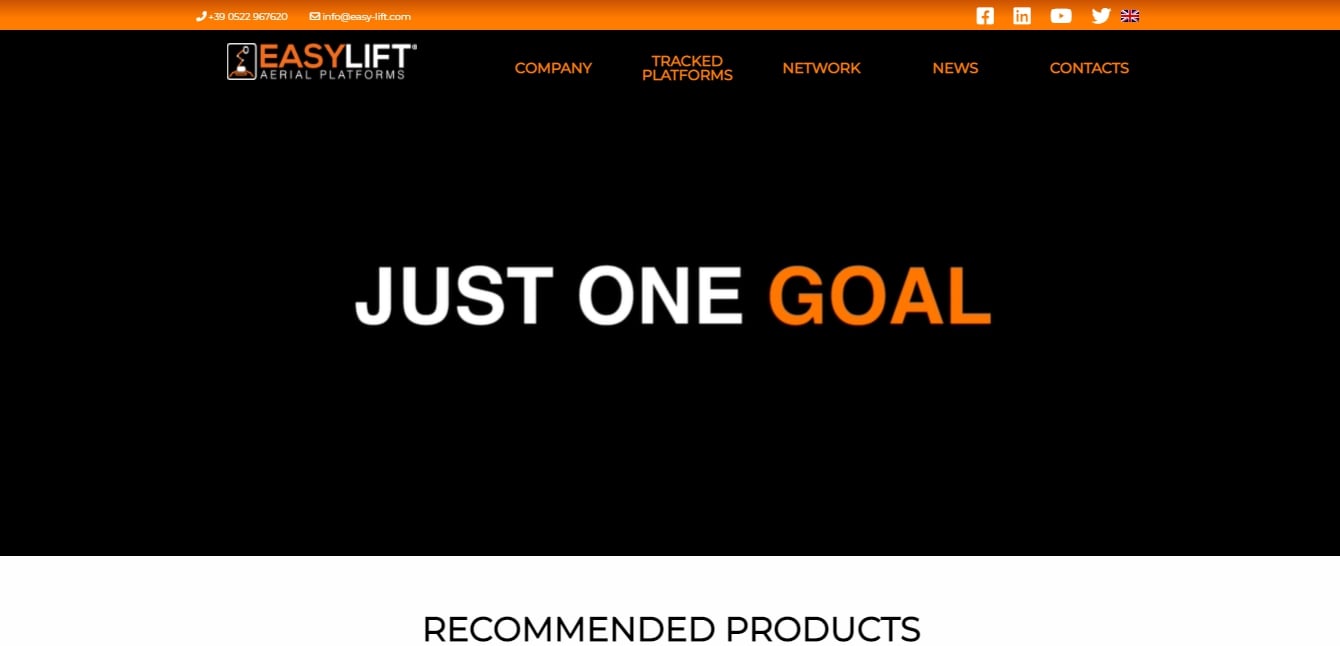 +39 0522 967620 info@easy-lift.com
EASYLIFT®
AERIAL PLATFORMS
COMPANY
TRACKED
PLATFORMS
NETWORK
NEWS
CONTACTS
JUST ONE GOAL
RECOMMENDED PRODUCTS